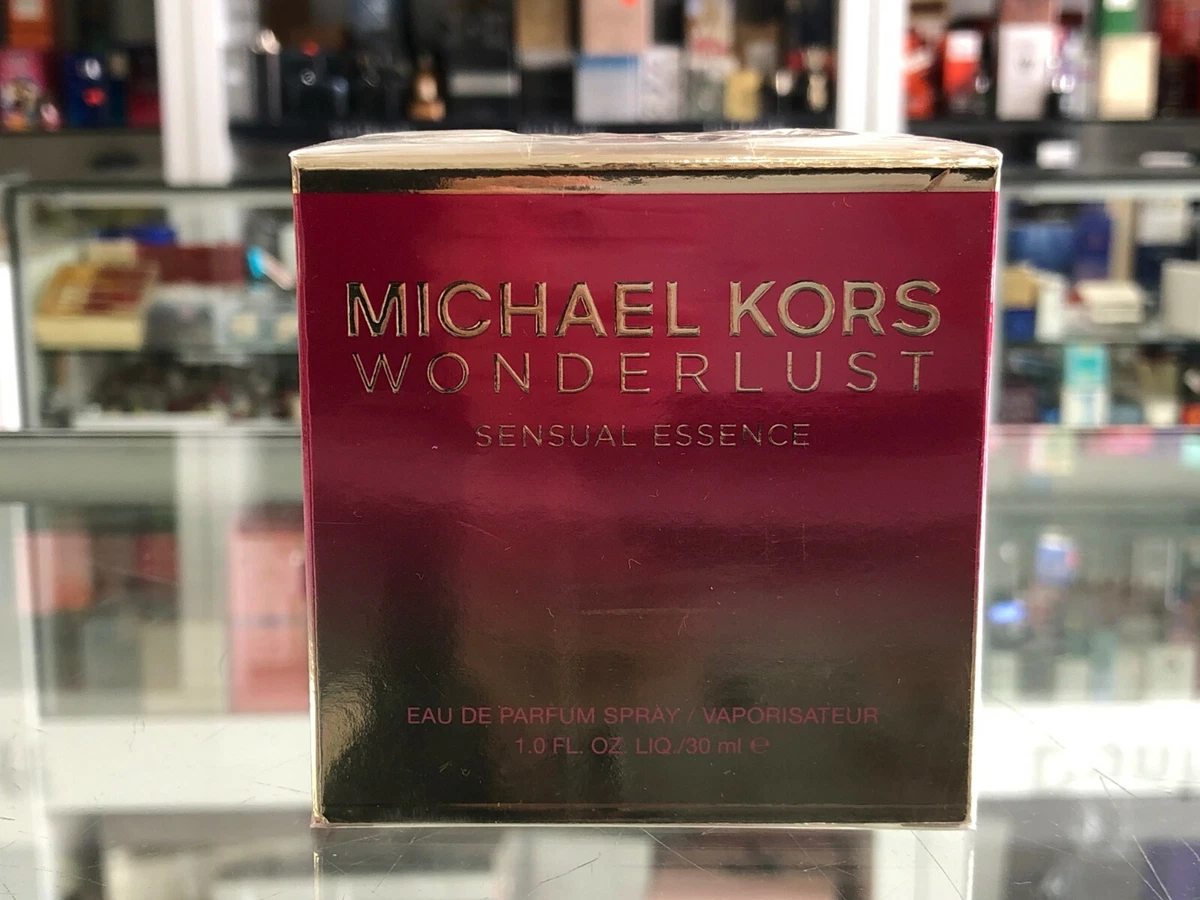 MICHAEL KORS
WONDERLUST
SENSUAL ESSENCE
EAU DE PARFUM SPRAY / VAPORISATEUR
1.0 FL. OZ. LIQ./30 ml ℮